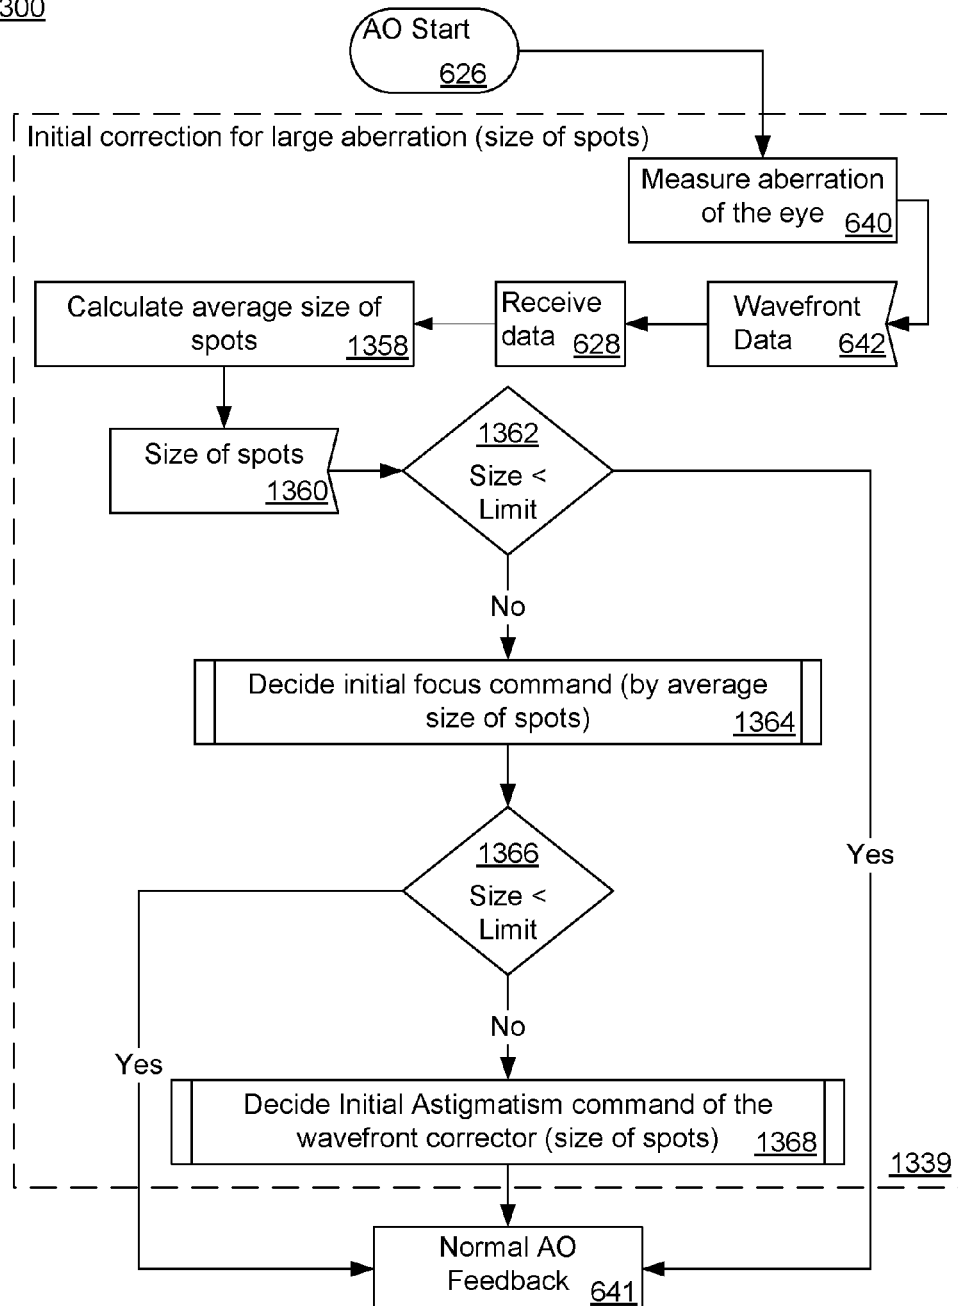 300
AO Start
626
Initial correction for large aberration (size of spots)
Measure aberration
of the eye 640
Calculate average size of
spots 1358
Receive
data 628
Wavefront
Data 642
Size of spots
1360
1362
Size <
Limit
No
Decide initial focus command (by average
size of spots) 1364
1366
Size <
Limit
Yes
No
Yes
Decide Initial Astigmatism command of the
wavefront corrector (size of spots) 1368
1339
Normal AO
Feedback 641